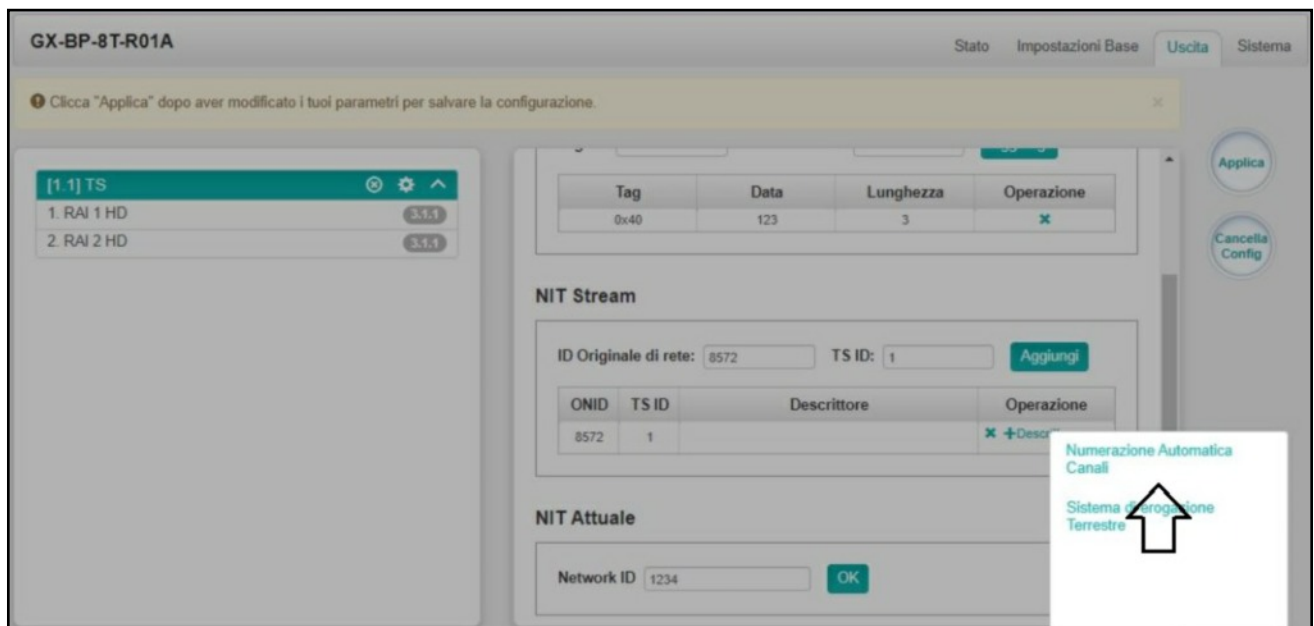 GX-BP-8T-R01A
Stato Impostazioni Base Uscita Sistema
Clicca "Applica" dopo aver modificato i tuoi parametri per salvare la configurazione.
Applica
Cancella
Config
[1.1] TS
1. RAI 1 HD 3.1.1
2. RAI 2 HD 3.1.1
Tag Data Lunghezza Operazione
0x40 123 3
NIT Stream
ID Originale di rete: 8572 TS ID: 1 Aggiungi
ONID TS ID Descrittore Operazione
8572 1
Numerazione Automatica
Canali
Sistema di erogazione
Terrestre
NIT Attuale
Network ID 1234 OK